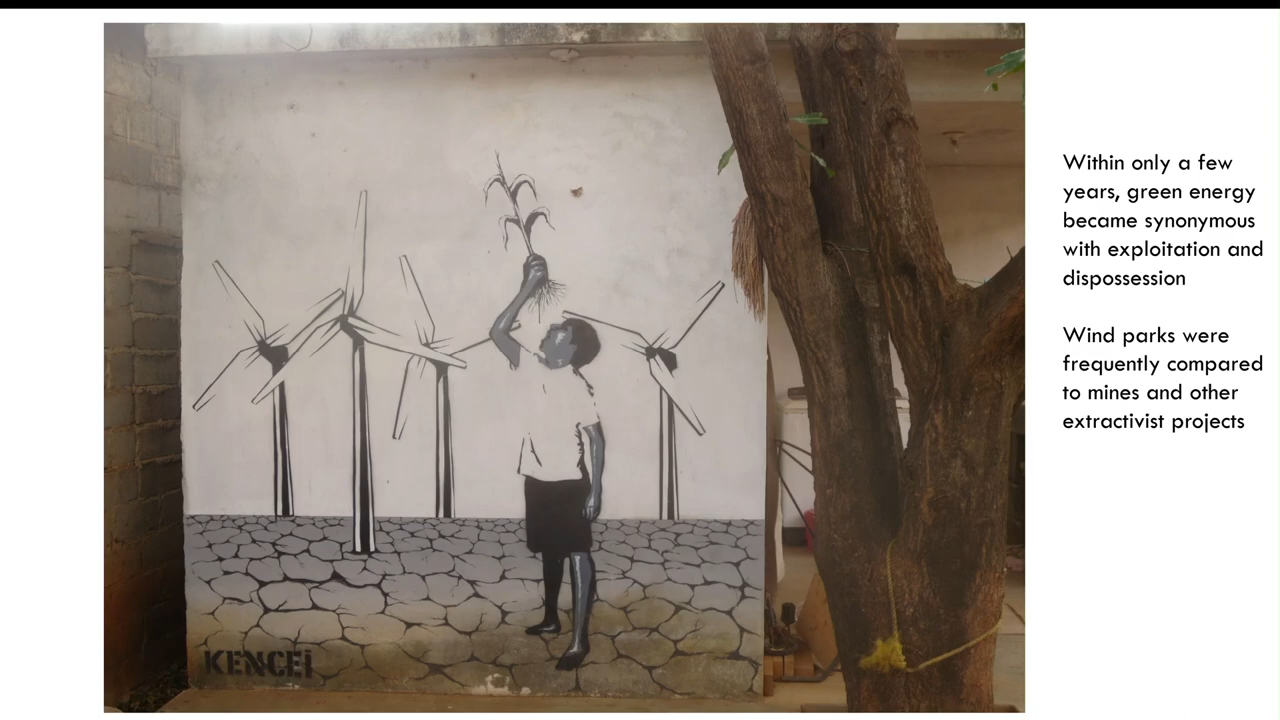 Within only a few
years, green energy
became synonymous
with exploitation and
dispossession
Wind parks were
frequently compared
to mines and other
extractivist projects
KENCEi